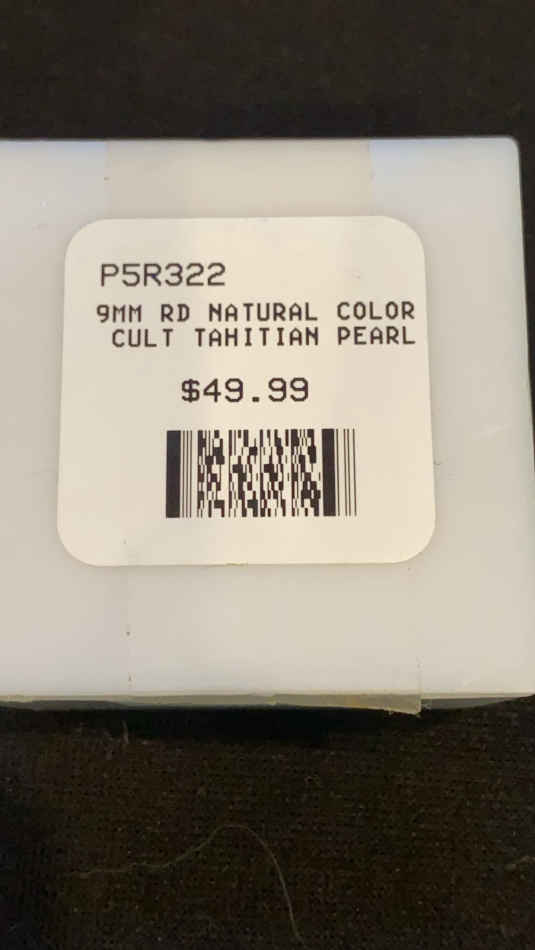 P5R322
9MM RD NATURAL COLOR
CULT TAHITIAN PEARL
$49.99